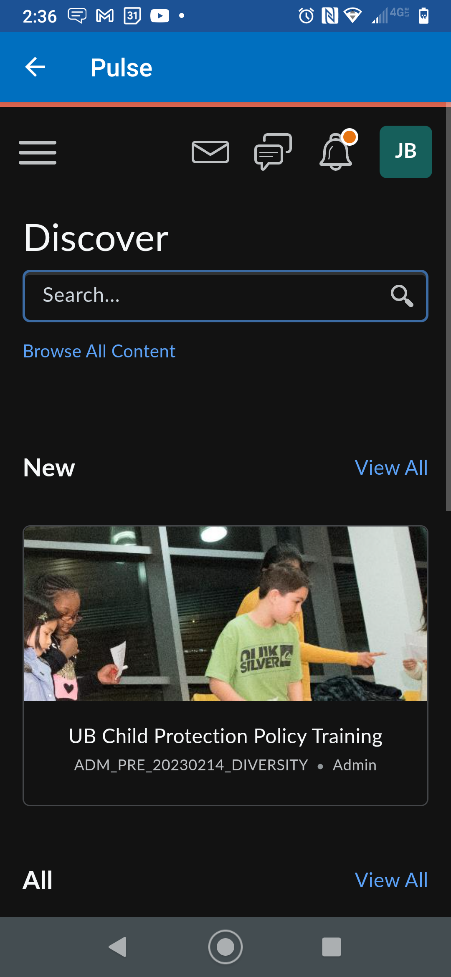 2:36 31 4G
Pulse
JB
Discover
Search...
Browse All Content
New View All
QUIK
SILVER
UB Child Protection Policy Training
ADM_PRE_20230214_DIVERSITY • Admin
All View All